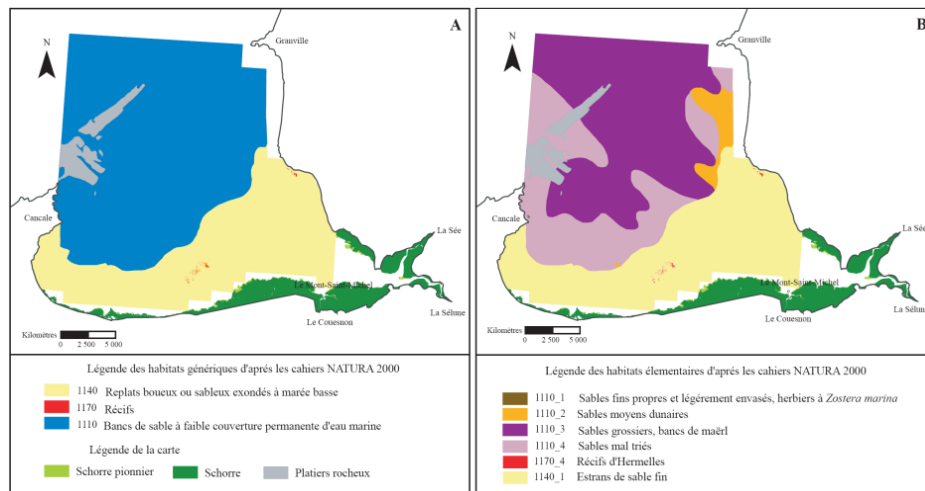 A
N
Granville
Cancale
La Sée
Le Mont-Saint-Michel
La Sélune
Le Couesnon
Kilomètres
0 2 500 5 000
Légende des habitats génériques d'après les cahiers NATURA 2000
1140 Replats boueux ou sableux exondés à marée basse
1170 Récifs
1110 Bancs de sable à faible couverture permanente d'eau marine
Légende de la carte
Schorre pionnier
Schorre
Platiers rocheux
B
N
Granville
Cancale
La Sée
Le Mont-Saint-Michel
La Sélune
Le Couesnon
Kilomètres
0 2 500 5 000
Légende des habitats élementaires d'après les cahiers NATURA 2000
1110_1 Sables fins propres et légérement envasés, herbiers à Zostera marina
1110_2 Sables moyens dunaires
1110_3 Sables grossiers, bancs de maërl
1110_4 Sables mal triés
1170_4 Récifs d'Hermelles
1140_1 Estrans de sable fin